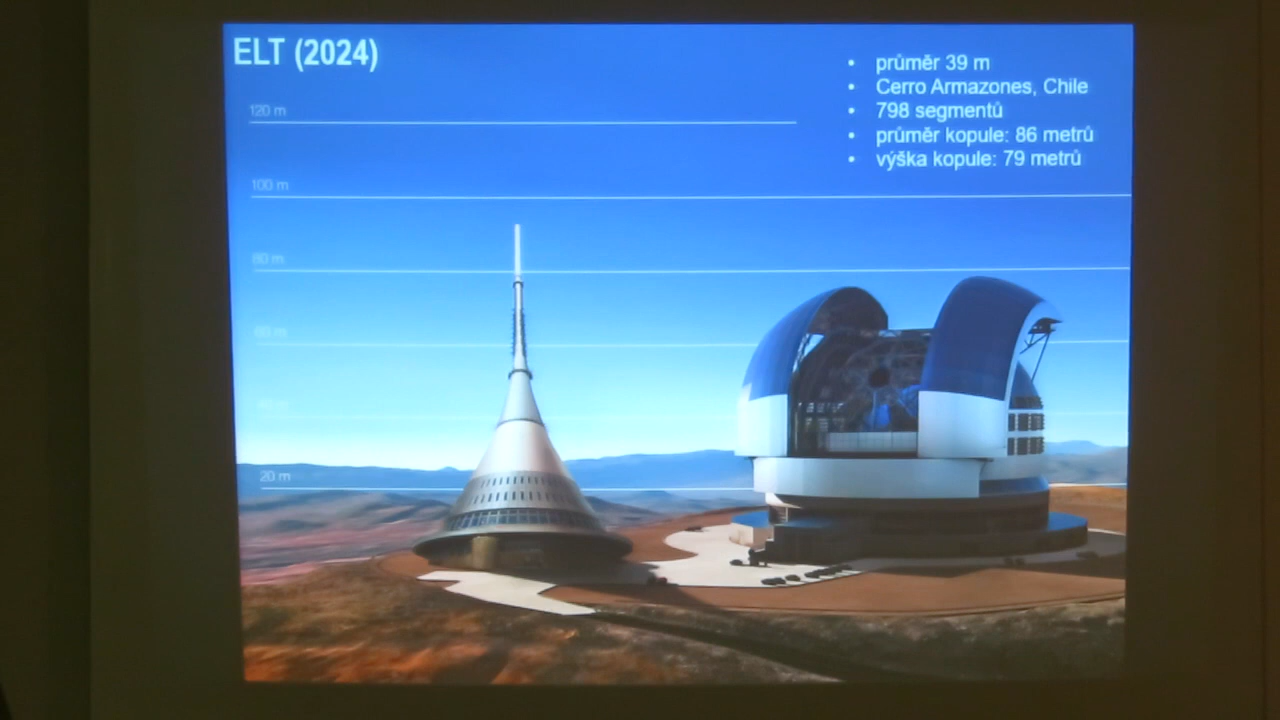 ELT (2024)
• průměr 39 m
• Cerro Armazones, Chile
• 798 segmentů
• průměr kopule: 86 metrů
• výška kopule: 79 metrů
120 m
100 m
80 m
60 m
20 m